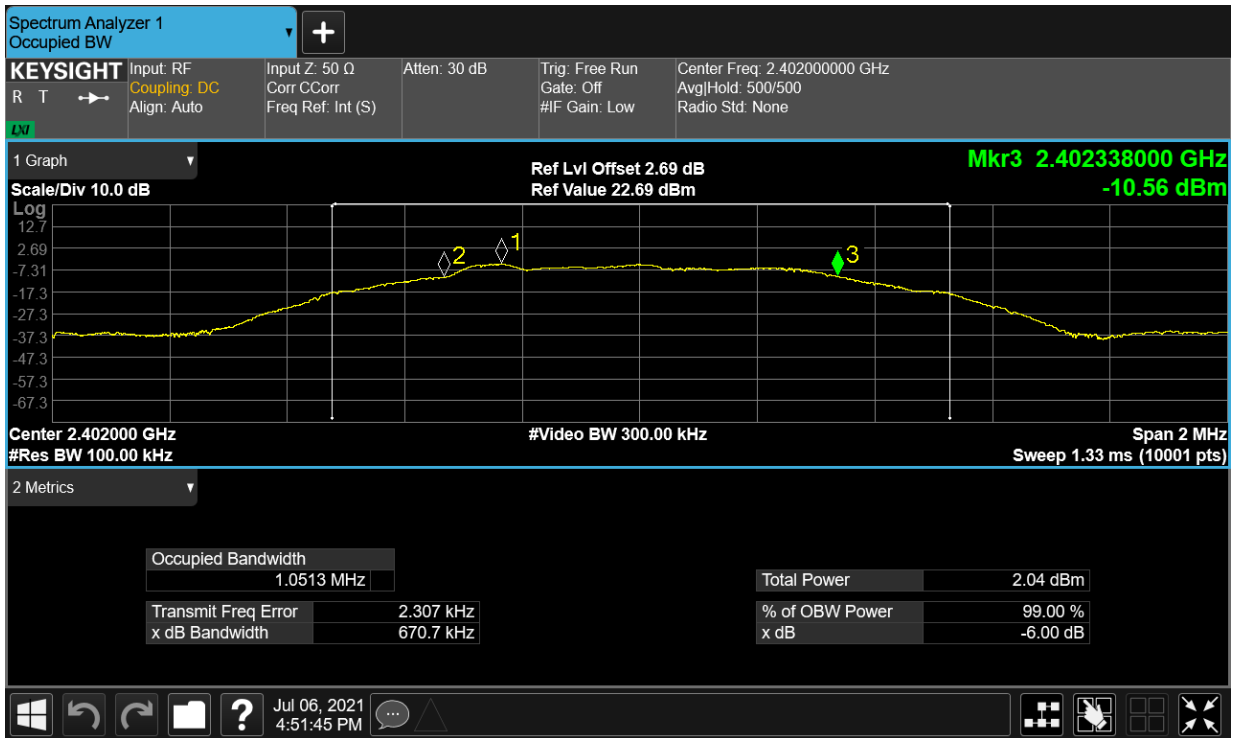 Spectrum Analyzer 1
Occupied BW
KEYSIGHT
R T
LXI
Input: RF
Coupling: DC
Align: Auto
Input Z: 50 Ω
Corr CCorr
Freq Ref: Int (S)
Atten: 30 dB
Trig: Free Run
Gate: Off
#IF Gain: Low
Center Freq: 2.402000000 GHz
Avg|Hold: 500/500
Radio Std: None
1 Graph
Scale/Div 10.0 dB
Ref Lvl Offset 2.69 dB
Ref Value 22.69 dBm
Mkr3 2.402338000 GHz
-10.56 dBm
Log
12.7
2.69
-7.31
-17.3
-27.3
-37.3
-47.3
-57.3
-67.3
2
1
3
Center 2.402000 GHz
#Video BW 300.00 kHz
Span 2 MHz
#Res BW 100.00 kHz
Sweep 1.33 ms (10001 pts)
2 Metrics
Occupied Bandwidth
1.0513 MHz
Total Power 2.04 dBm
Transmit Freq Error 2.307 kHz
% of OBW Power 99.00 %
x dB Bandwidth 670.7 kHz
x dB -6.00 dB
?
Jul 06, 2021
4:51:45 PM